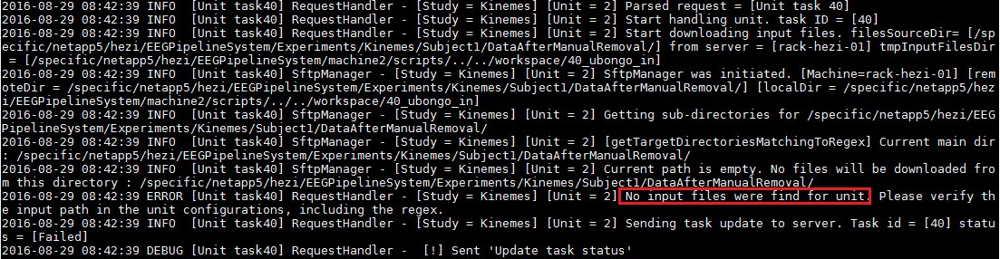 2016-08-29 08:42:39 INFO  [Unit task40] RequestHandler - [Study = Kinemes] [Unit = 2] Parsed request = [Unit task 40]
2016-08-29 08:42:39 INFO  [Unit task40] RequestHandler - [Study = Kinemes] [Unit = 2] Start handling unit. task ID = [40]
2016-08-29 08:42:39 INFO  [Unit task40] RequestHandler - [Study = Kinemes] [Unit = 2] Start downloading input files. filesSourceDir= [/sp
ecific/netapp5/hezi/EEGPipelineSystem/Experiments/Kinemes/Subject1/DataAfterManualRemoval/] from server = [rack-hezi-01] tmpInputFilesDir
 = [/specific/netapp5/hezi/EEGPipelineSystem/machine2/scripts/../../workspace/40_ubongo_in]
2016-08-29 08:42:39 INFO  [Unit task40] SftpManager - [Study = Kinemes] [Unit = 2] SftpManager was initiated. [Machine=rack-hezi-01] [rem
oteDir = /specific/netapp5/hezi/EEGPipelineSystem/Experiments/Kinemes/Subject1/DataAfterManualRemoval/] [localDir = /specific/netapp5/hez
i/EEGPipelineSystem/machine2/scripts/../../workspace/40_ubongo_in]
2016-08-29 08:42:39 INFO  [Unit task40] SftpManager - [Study = Kinemes] [Unit = 2] Getting sub-directories for /specific/netapp5/hezi/EEG
PipelineSystem/Experiments/Kinemes/Subject1/DataAfterManualRemoval/
2016-08-29 08:42:39 INFO  [Unit task40] SftpManager - [Study = Kinemes] [Unit = 2] [getTargetDirectoriesMatchingToRegex] Current main dir
: /specific/netapp5/hezi/EEGPipelineSystem/Experiments/Kinemes/Subject1/DataAfterManualRemoval/
2016-08-29 08:42:39 INFO  [Unit task40] SftpManager - [Study = Kinemes] [Unit = 2] Current path is empty. No files will be downloaded fro
m this directory : /specific/netapp5/hezi/EEGPipelineSystem/Experiments/Kinemes/Subject1/DataAfterManualRemoval/
2016-08-29 08:42:39 ERROR [Unit task40] RequestHandler - [Study = Kinemes] [Unit = 2] No input files were find for unit. Please verify th
e input path in the unit configurations, including the regex.
2016-08-29 08:42:39 INFO  [Unit task40] RequestHandler - [Study = Kinemes] [Unit = 2] Sending task update to server. Task id = [40] statu
s = [Failed]
2016-08-29 08:42:39 DEBUG [Unit task40] RequestHandler -  [!] Sent 'Update task status'